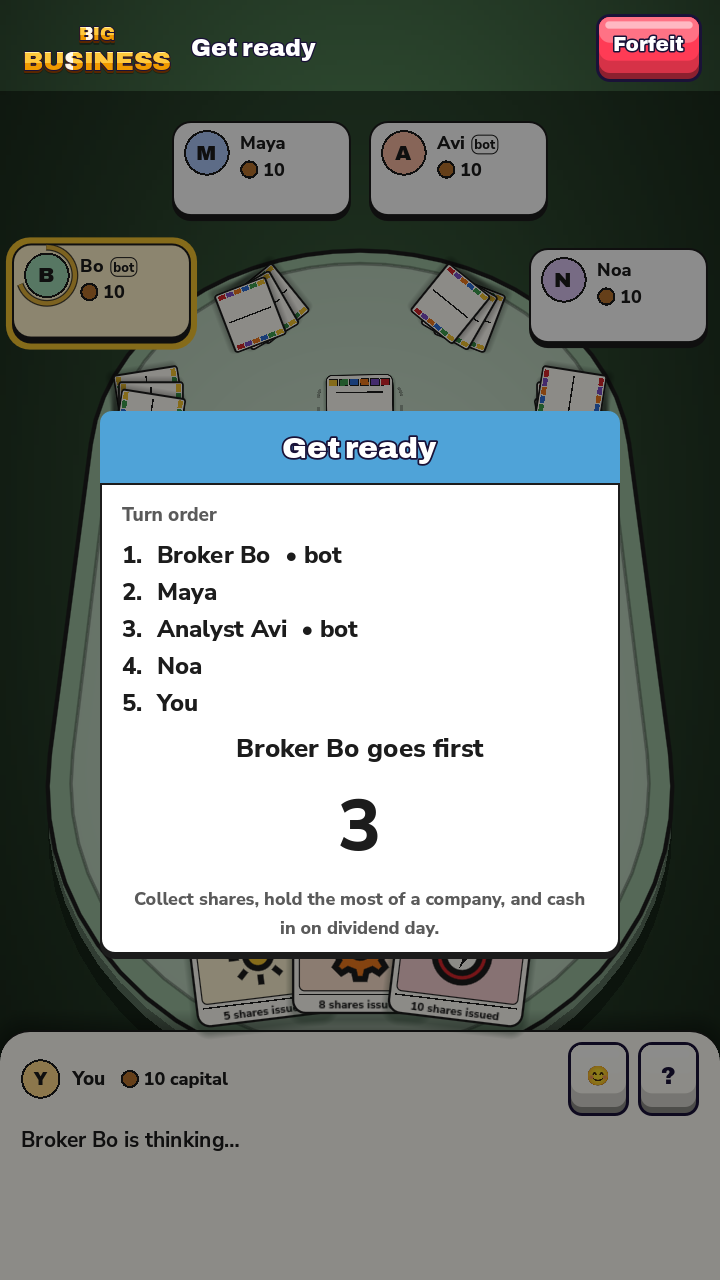 BIG
BUSINESS
Get ready
Forfeit
M
Maya
10
A
Avi bot
10
B
Bo bot
10
N
Noa
10
Get ready
Turn order
1. Broker Bo • bot
2. Maya
3. Analyst Avi • bot
4. Noa
5. You
Broker Bo goes first
3
Collect shares, hold the most of a company, and cash
in on dividend day.
5 shares
8 shares issu
10 shares issued
Y
You
10 capital
?
Broker Bo is thinking...